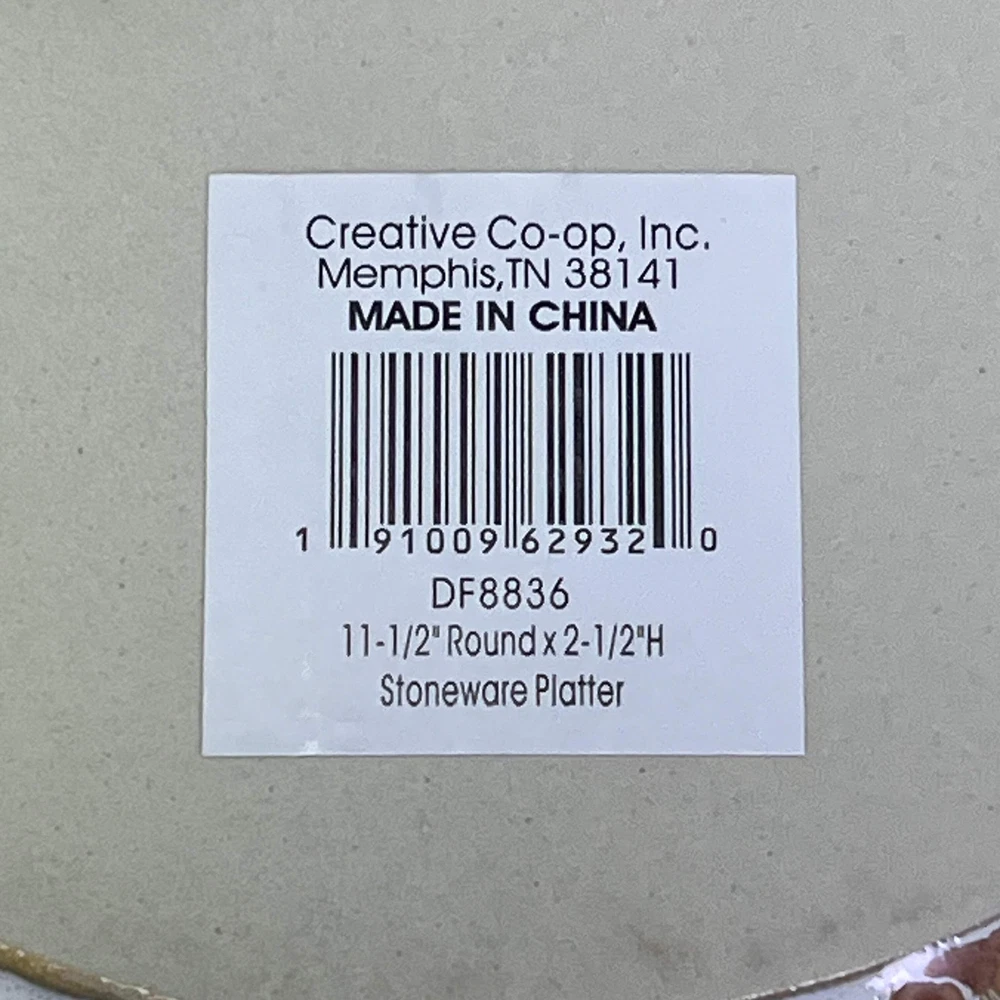 Creative Co-op, Inc.
Memphis,TN 38141
MADE IN CHINA
1 91009 62932 0
DF8836
11-1/2" Round x 2-1/2"H
Stoneware Platter